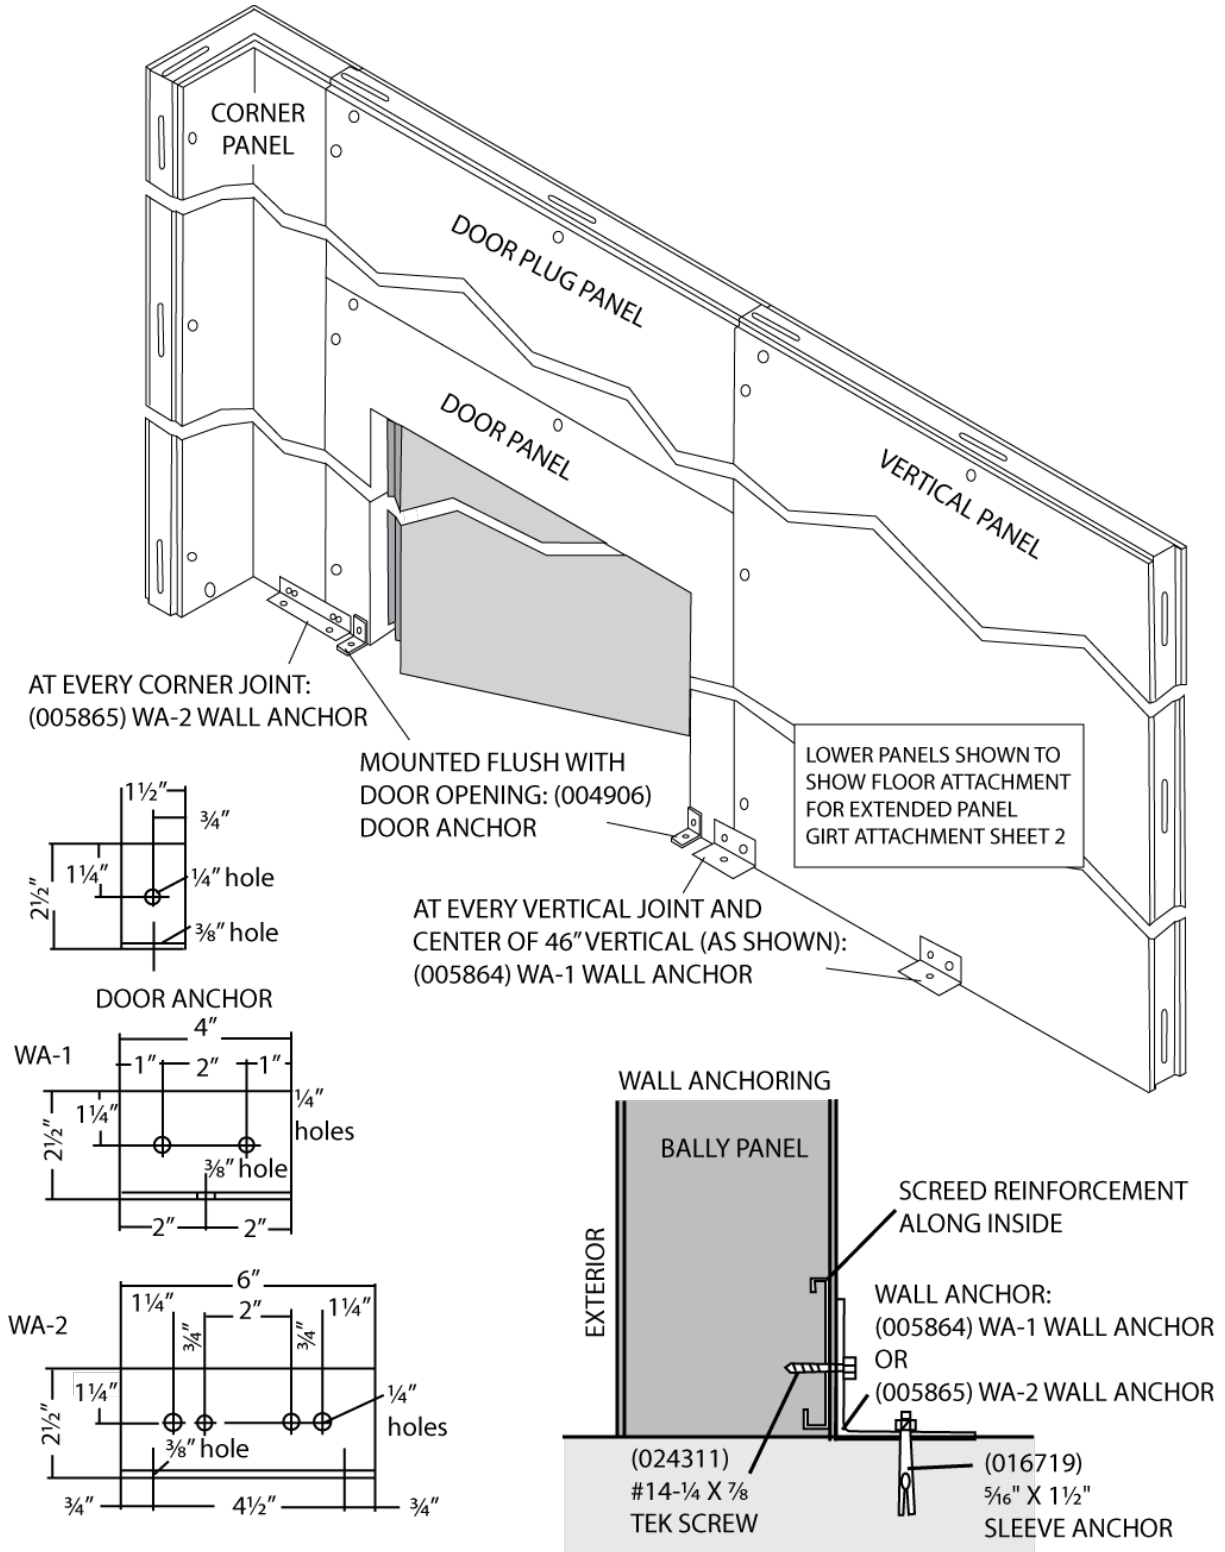 CORNER
PANEL
DOOR PLUG PANEL
DOOR PANEL
VERTICAL PANEL
AT EVERY CORNER JOINT:
(005865) WA-2 WALL ANCHOR
MOUNTED FLUSH WITH
DOOR OPENING: (004906)
DOOR ANCHOR
LOWER PANELS SHOWN TO
SHOW FLOOR ATTACHMENT
FOR EXTENDED PANEL
GIRT ATTACHMENT SHEET 2
AT EVERY VERTICAL JOINT AND
CENTER OF 46" VERTICAL (AS SHOWN):
(005864) WA-1 WALL ANCHOR
1½"
¾"
1¼"
2½"
¼" hole
⅜" hole
DOOR ANCHOR
WA-1
4"
1"
2"
1"
1¼"
2½"
¼"
holes
⅜" hole
2"
2"
WA-2
6"
1¼"
2"
1¼"
¾"
¾"
1¼"
2½"
¼"
holes
⅜" hole
¾"
4½"
¾"
WALL ANCHORING
BALLY PANEL
EXTERIOR
SCREED REINFORCEMENT
ALONG INSIDE
WALL ANCHOR:
(005864) WA-1 WALL ANCHOR
OR
(005865) WA-2 WALL ANCHOR
(024311)
#14-¼ X ⅞
TEK SCREW
(016719)
5⁄16" X 1½"
SLEEVE ANCHOR